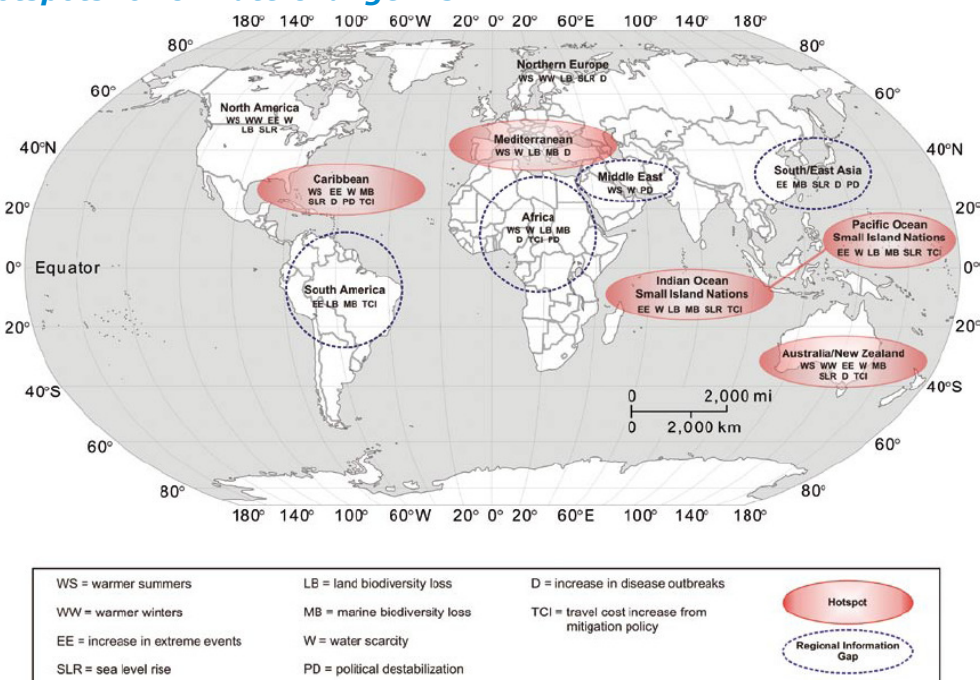 180° 140° 100° 60°W 20° 0° 20° 60°E 100° 140° 180°
80°
80°
60°
60°
40°N
40°N
20°
20°
0° Equator
0°
20°
20°
40°S
40°S
60°
60°
80°
80°
180° 140° 100° 60°W 20° 0° 20° 60°E 100° 140° 180°
Northern Europe
WS WW LB SLR D
North America
WS WW EE W
LB SLR
Mediterranean
WS W LB MB D
Caribbean
WS EE W MB
SLR D PD TCI
Middle East
WS W PD
South/East Asia
EE MB SLR D PD
Africa
WS W LB MB
D TCI PD
Pacific Ocean
Small Island Nations
EE W LB MB SLR TCI
South America
EE LB MB TCI
Indian Ocean
Small Island Nations
EE W LB MB SLR TCI
Australia/New Zealand
WS WW EE W MB
SLR D TCI
0 2,000 mi
0 2,000 km
WS = warmer summers
WW = warmer winters
EE = increase in extreme events
SLR = sea level rise
LB = land biodiversity loss
MB = marine biodiversity loss
W = water scarcity
PD = political destabilization
D = increase in disease outbreaks
TCI = travel cost increase from
mitigation policy
Hotspot
Regional Information
Gap